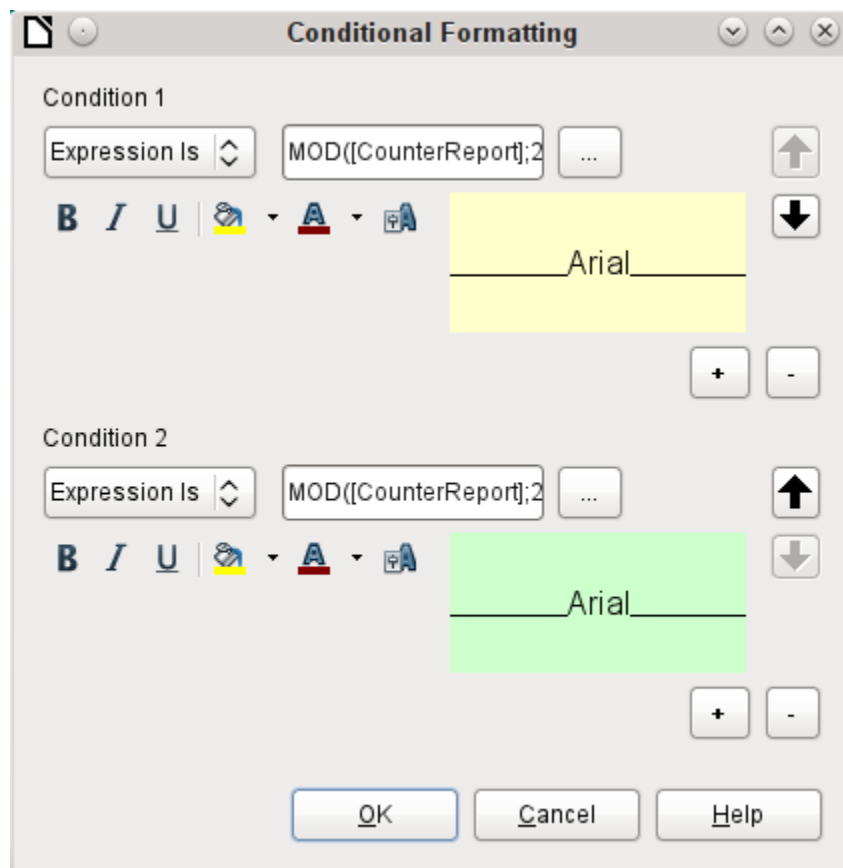 Conditional Formatting
Condition 1
Expression Is MOD([CounterReport];2 ...
B I U A A
Arial
+ -
Condition 2
Expression Is MOD([CounterReport];2 ...
B I U A A
Arial
+ -
OK Cancel Help